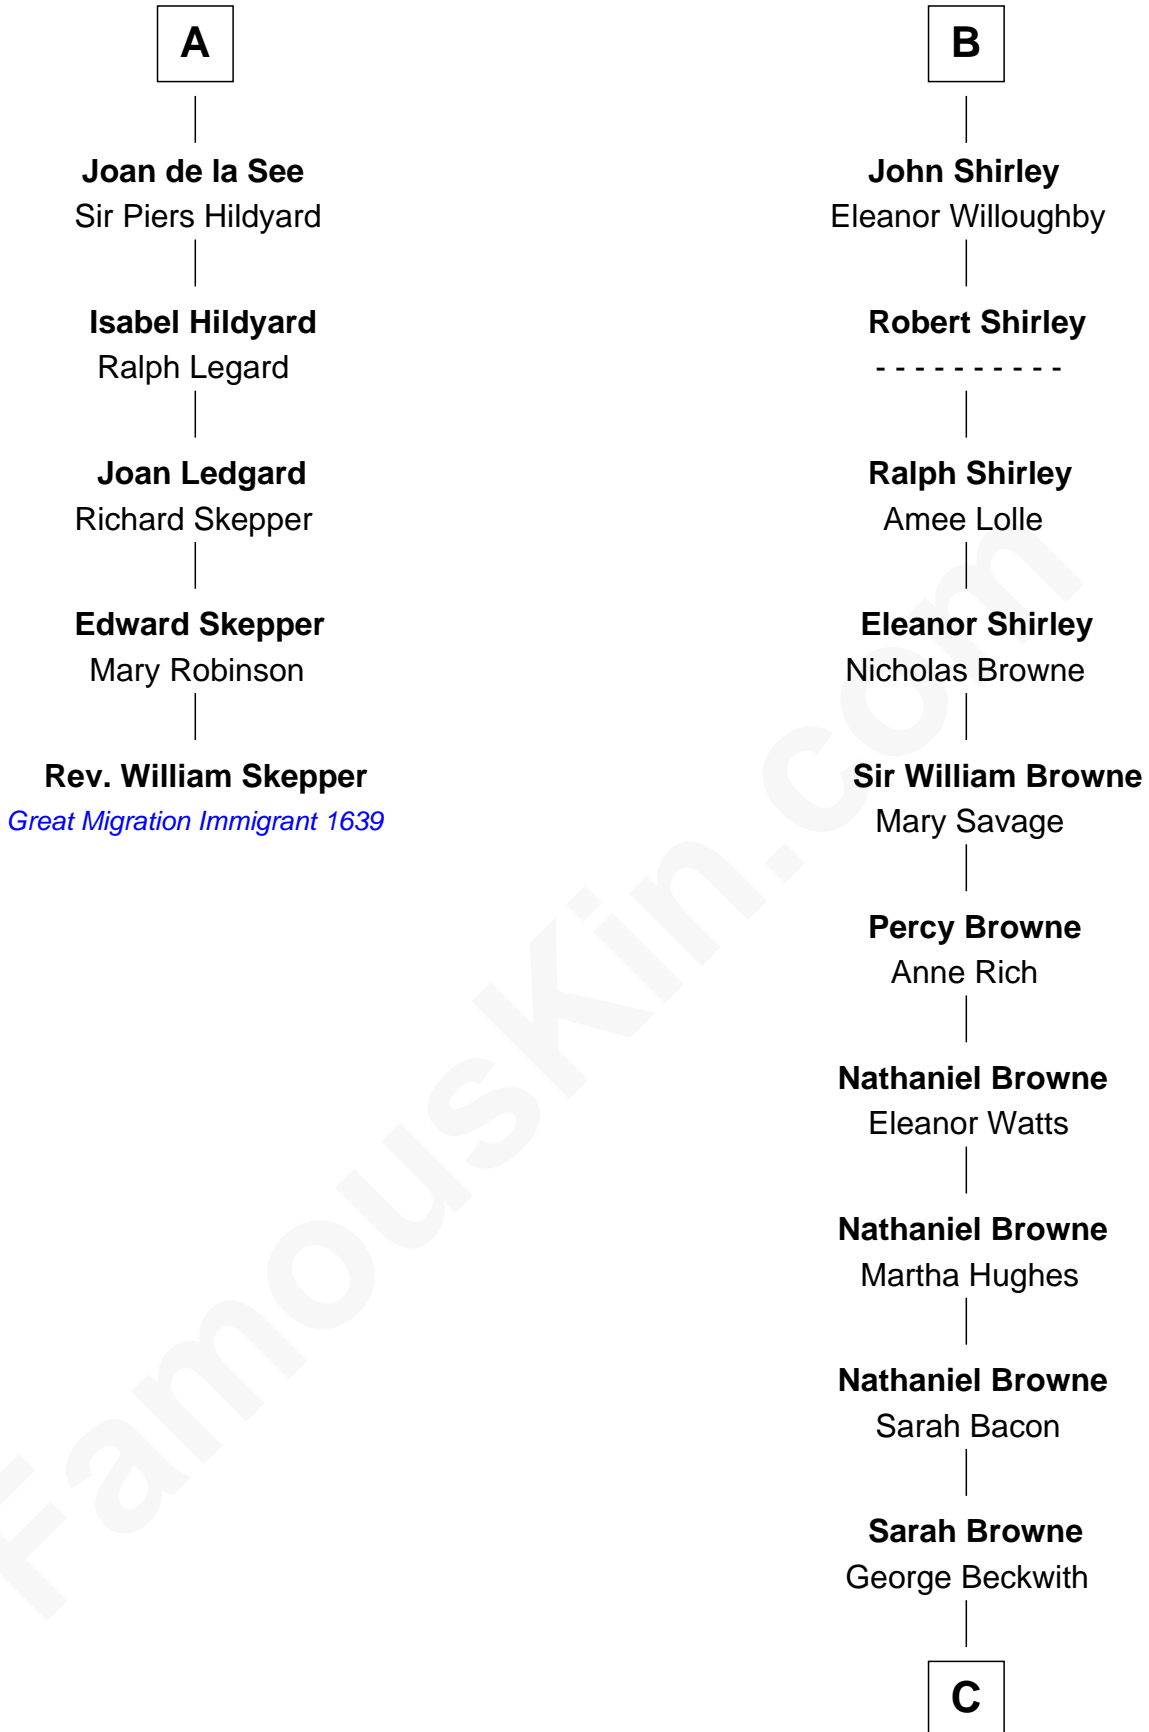 A
Joan de la See
Sir Piers Hildyard
Isabel Hildyard
Ralph Legard
Joan Ledgard
Richard Skepper
Edward Skepper
Mary Robinson
Rev. William Skepper
Great Migration Immigrant 1639
B
John Shirley
Eleanor Willoughby
Robert Shirley
- - - - - - - - - -
Ralph Shirley
Amee Lolle
Eleanor Shirley
Nicholas Browne
Sir William Browne
Mary Savage
Percy Browne
Anne Rich
Nathaniel Browne
Eleanor Watts
Nathaniel Browne
Martha Hughes
Nathaniel Browne
Sarah Bacon
Sarah Browne
George Beckwith
C
FamousKin.com